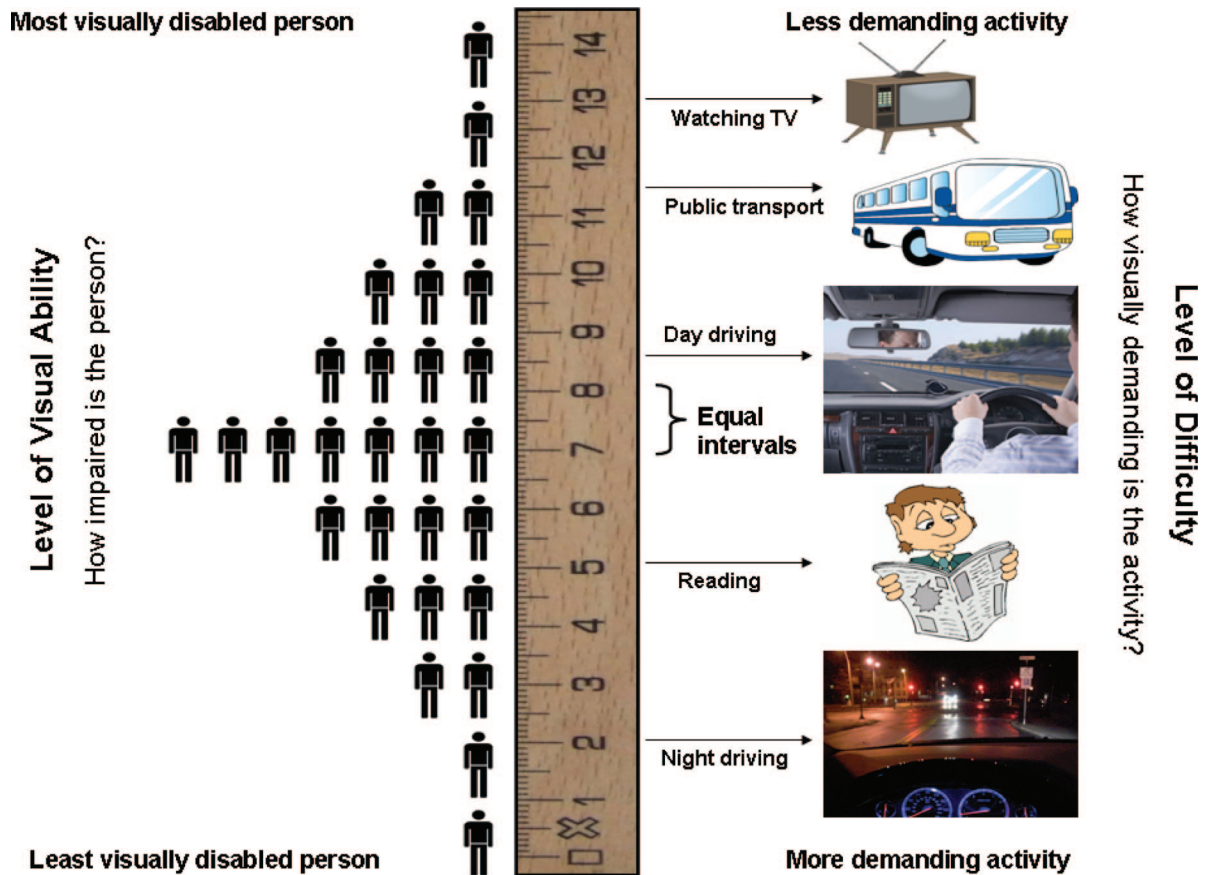 Most visually disabled person
Less demanding activity
14
13
12
11
10
9
8
7
6
5
4
3
2
1
X
0
Watching TV
Public transport
Day driving
Equal
intervals
Reading
Night driving
Level of Visual Ability
How impaired is the person?
How visually demanding is the activity?
Level of Difficulty
Least visually disabled person
More demanding activity